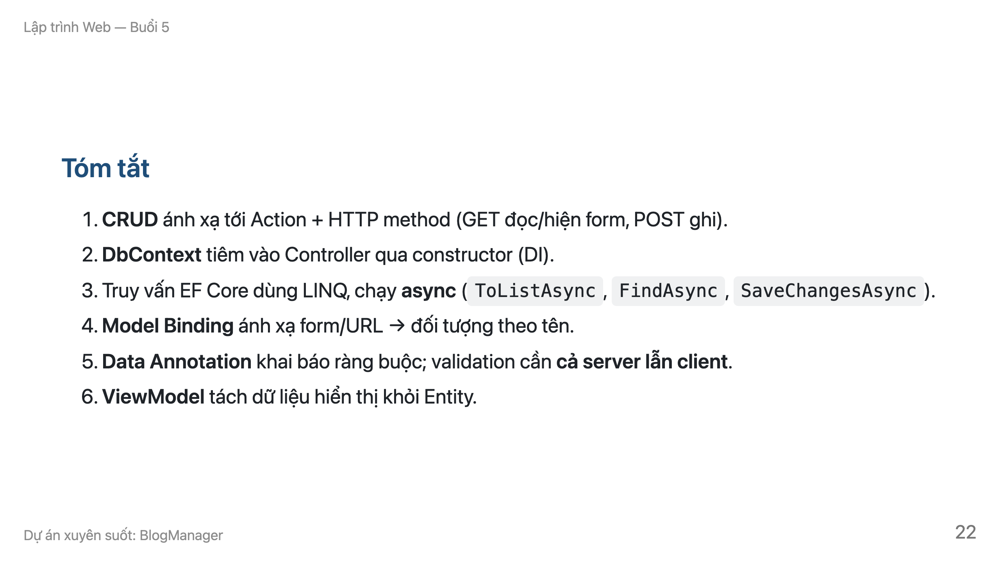 Lập trình Web — Buổi 5
Tóm tắt
1. CRUD ánh xạ tới Action + HTTP method (GET đọc/hiện form, POST ghi).
2. DbContext tiêm vào Controller qua constructor (DI).
3. Truy vấn EF Core dùng LINQ, chạy async ( ToListAsync , FindAsync , SaveChangesAsync ).
4. Model Binding ánh xạ form/URL → đối tượng theo tên.
5. Data Annotation khai báo ràng buộc; validation cần cả server lẫn client.
6. ViewModel tách dữ liệu hiển thị khỏi Entity.
Dự án xuyên suốt: BlogManager
22